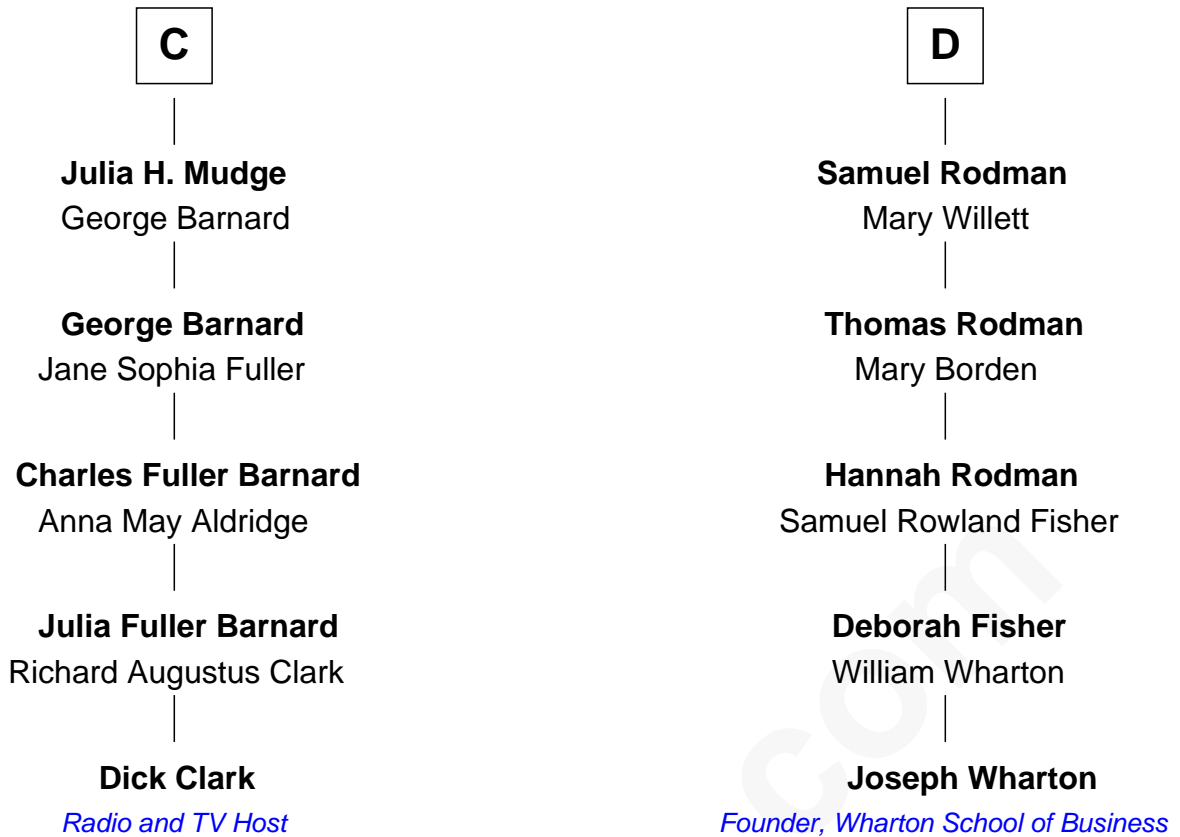 C
Julia H. Mudge
George Barnard
George Barnard
Jane Sophia Fuller
Charles Fuller Barnard
Anna May Aldridge
Julia Fuller Barnard
Richard Augustus Clark
Dick Clark
Radio and TV Host
D
Samuel Rodman
Mary Willett
Thomas Rodman
Mary Borden
Hannah Rodman
Samuel Rowland Fisher
Deborah Fisher
William Wharton
Joseph Wharton
Founder, Wharton School of Business
com